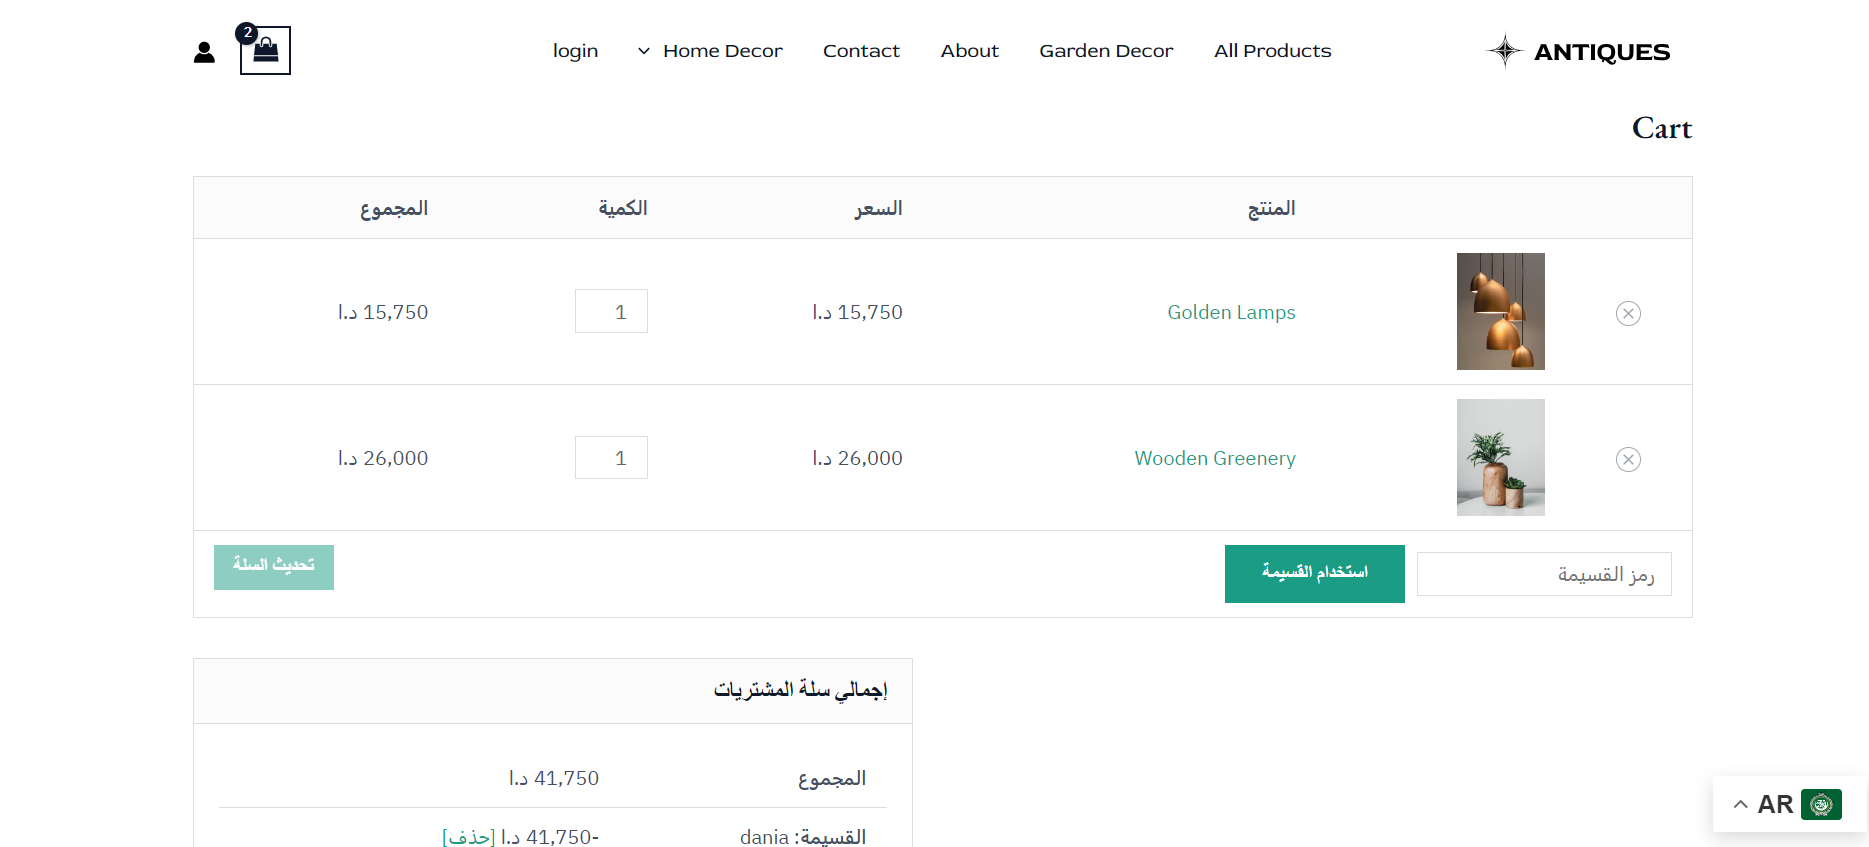 ANTIQUES
All Products
Garden Decor
About
Contact
Home Decor
login
2
Cart
المنتج السعر الكمية المجموع
Golden Lamps 15,750 د.ا 1 15,750 د.ا
Wooden Greenery 26,000 د.ا 1 26,000 د.ا
رمز القسيمة استخدام القسيمة تحديث السلة
إجمالي سلة المشتريات
المجموع 41,750 د.ا
القسيمة: dania -41,750 د.ا [حذف]
AR